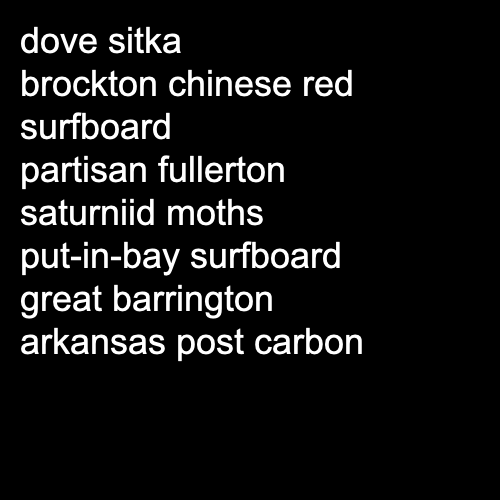 dove sitka
brockton chinese red
surfboard
partisan fullerton
saturniid moths
put-in-bay surfboard
great barrington
arkansas post carbon